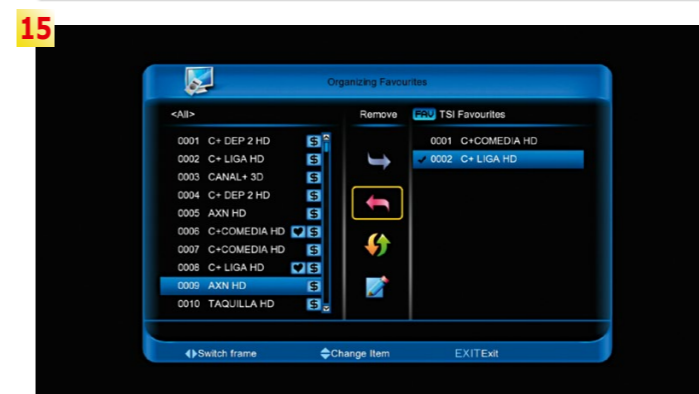 15
Organizing Favourites
<All> Remove FAV TSI Favourites
0001 C+ DEP 2 HD $
0002 C+ LIGA HD $
0003 CANAL+ 3D $
0004 C+ DEP 2 HD $
0005 AXN HD $
0006 C+COMEDIA HD $
0007 C+COMEDIA HD $
0008 C+ LIGA HD $
0009 AXN HD $
0010 TAQUILLA HD $
0001 C+COMEDIA HD
0002 C+ LIGA HD
Switch frame Change Item EXITExit